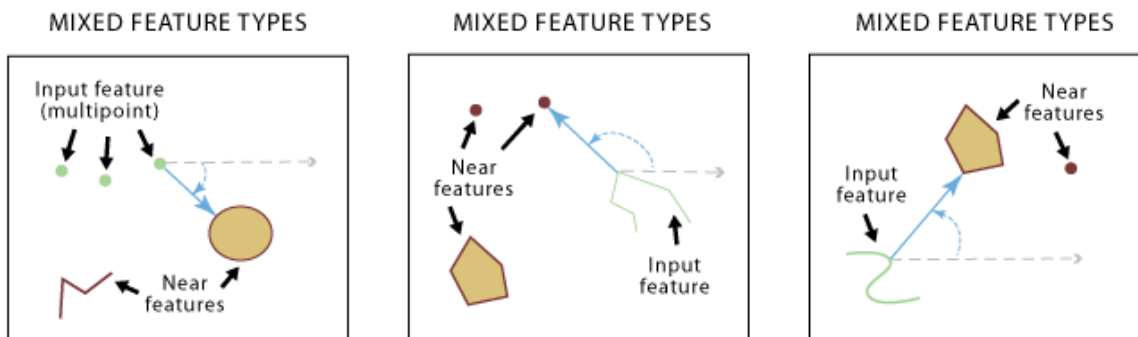 MIXED FEATURE TYPES
Input feature
(multipoint)
Near
features
MIXED FEATURE TYPES
Near
features
Input
feature
MIXED FEATURE TYPES
Near
features
Input
feature